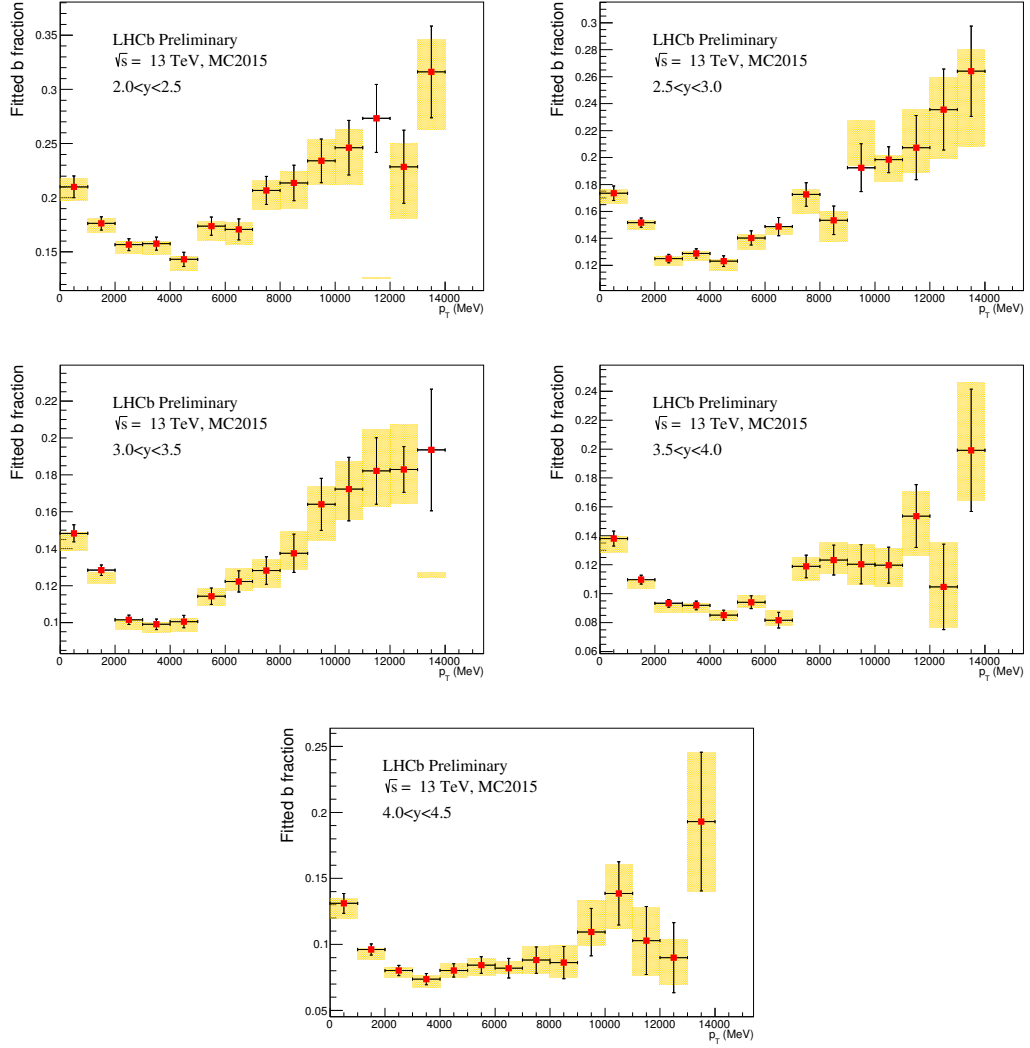 Fitted b fraction
0.35
0.3
0.25
0.2
0.15
LHCb Preliminary
√s = 13 TeV, MC2015
2.0<y<2.5
0 2000 4000 6000 8000 10000 12000 14000
p_T (MeV)
Fitted b fraction
0.3
0.28
0.26
0.24
0.22
0.2
0.18
0.16
0.14
0.12
LHCb Preliminary
√s = 13 TeV, MC2015
2.5<y<3.0
0 2000 4000 6000 8000 10000 12000 14000
p_T (MeV)
Fitted b fraction
0.22
0.2
0.18
0.16
0.14
0.12
0.1
LHCb Preliminary
√s = 13 TeV, MC2015
3.0<y<3.5
0 2000 4000 6000 8000 10000 12000 14000
p_T (MeV)
Fitted b fraction
0.24
0.22
0.2
0.18
0.16
0.14
0.12
0.1
0.08
0.06
LHCb Preliminary
√s = 13 TeV, MC2015
3.5<y<4.0
0 2000 4000 6000 8000 10000 12000 14000
p_T (MeV)
Fitted b fraction
0.25
0.2
0.15
0.1
0.05
LHCb Preliminary
√s = 13 TeV, MC2015
4.0<y<4.5
0 2000 4000 6000 8000 10000 12000 14000
p_T (MeV)